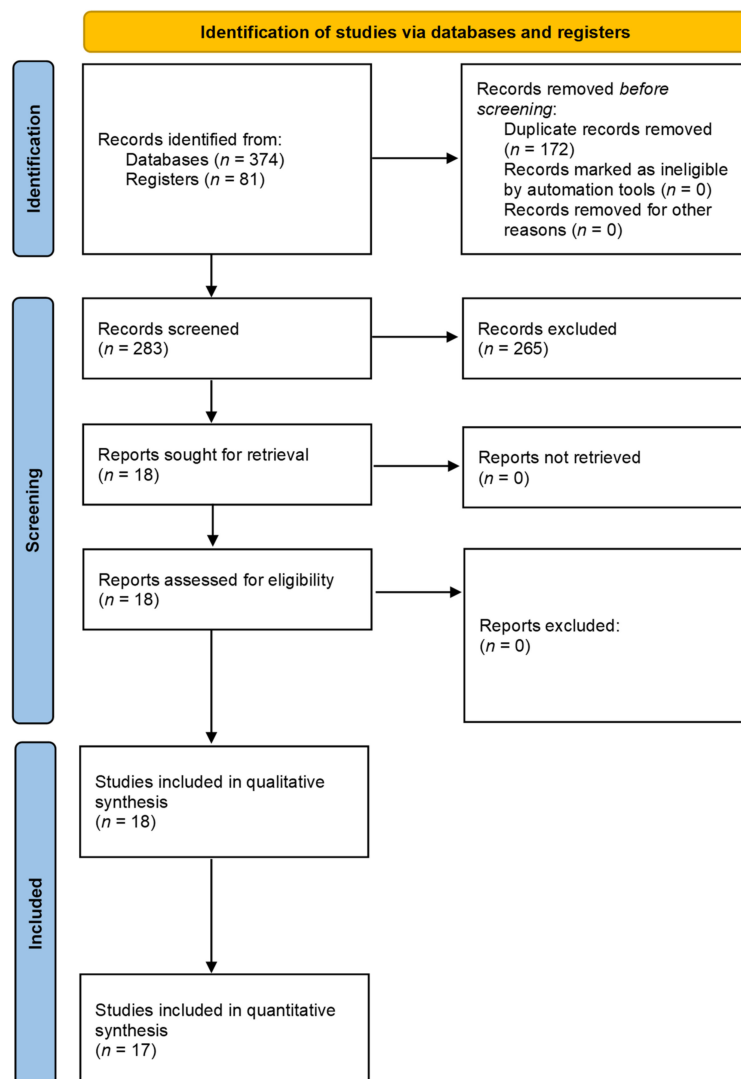 Identification of studies via databases and registers
Identification
Records identified from:
Databases (n = 374)
Registers (n = 81)
Records removed before
screening:
Duplicate records removed
(n = 172)
Records marked as ineligible
by automation tools (n = 0)
Records removed for other
reasons (n = 0)
Screening
Records screened
(n = 283)
Records excluded
(n = 265)
Reports sought for retrieval
(n = 18)
Reports not retrieved
(n = 0)
Reports assessed for eligibility
(n = 18)
Reports excluded:
(n = 0)
Included
Studies included in qualitative
synthesis
(n = 18)
Studies included in quantitative
synthesis
(n = 17)